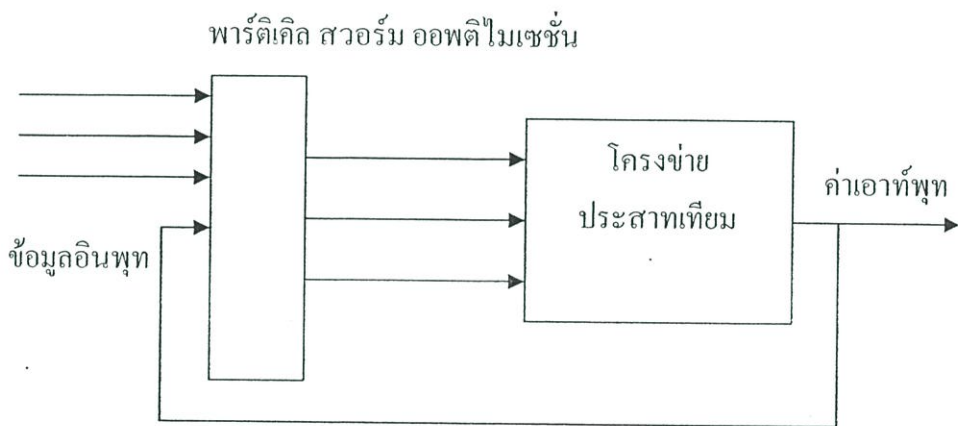 พาร์ติเคิล สวอร์ม ออพติไมเซชั่น
โครงข่าย
ประสาทเทียม
ค่าเอาท์พุท
ข้อมูลอินพุท